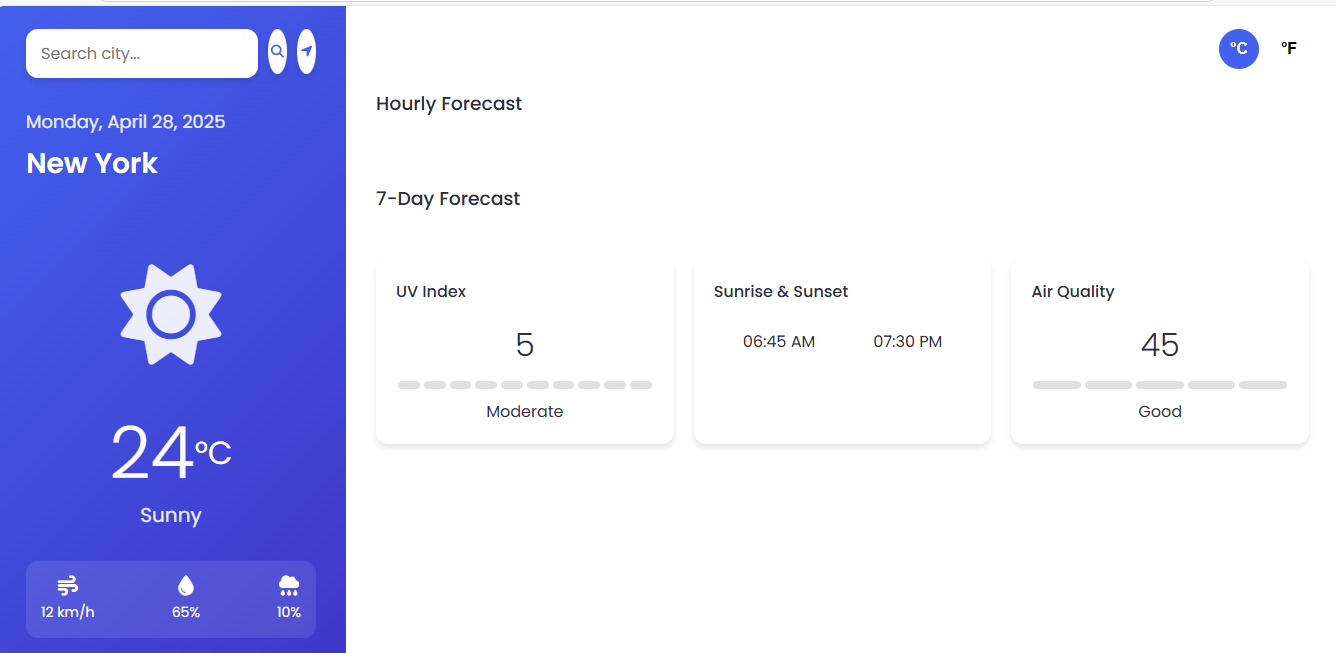 Search city...
Monday, April 28, 2025
New York
24°C
Sunny
12 km/h 65% 10%
°C °F
Hourly Forecast
7-Day Forecast
UV Index
5
Moderate
Sunrise & Sunset
06:45 AM 07:30 PM
Air Quality
45
Good